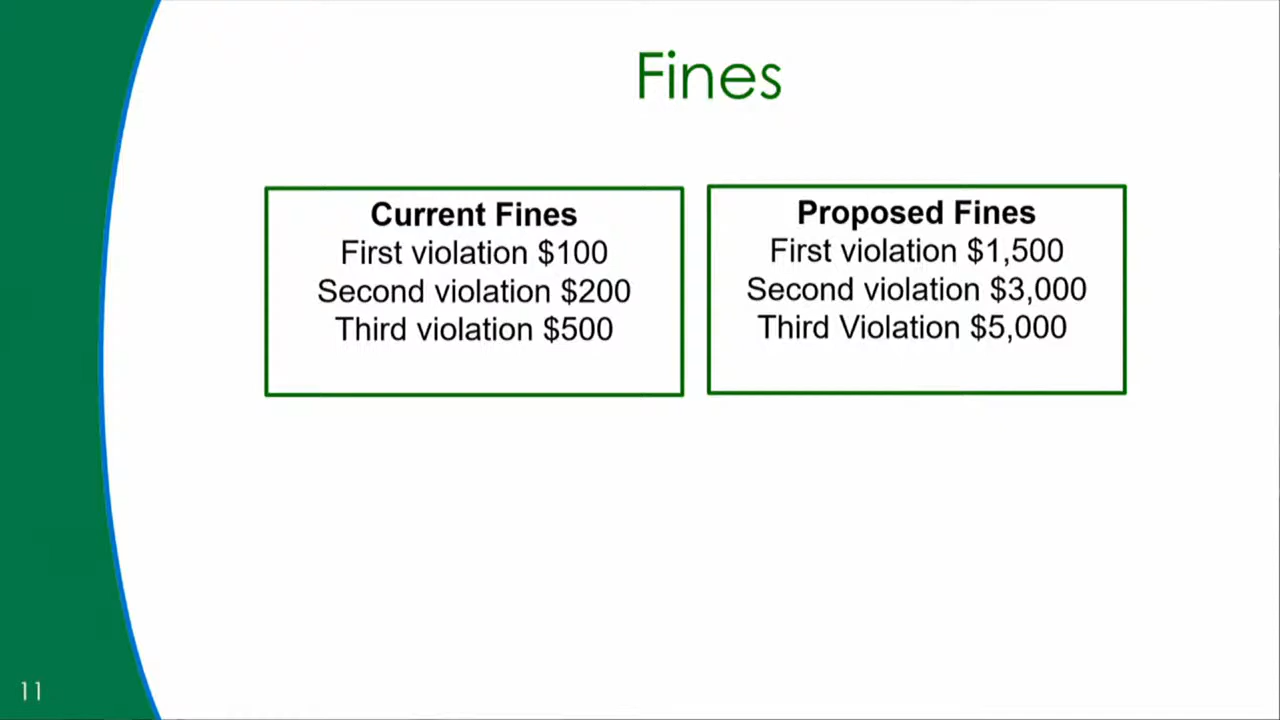 Fines
Current Fines
First violation $100
Second violation $200
Third violation $500
Proposed Fines
First violation $1,500
Second violation $3,000
Third Violation $5,000
11